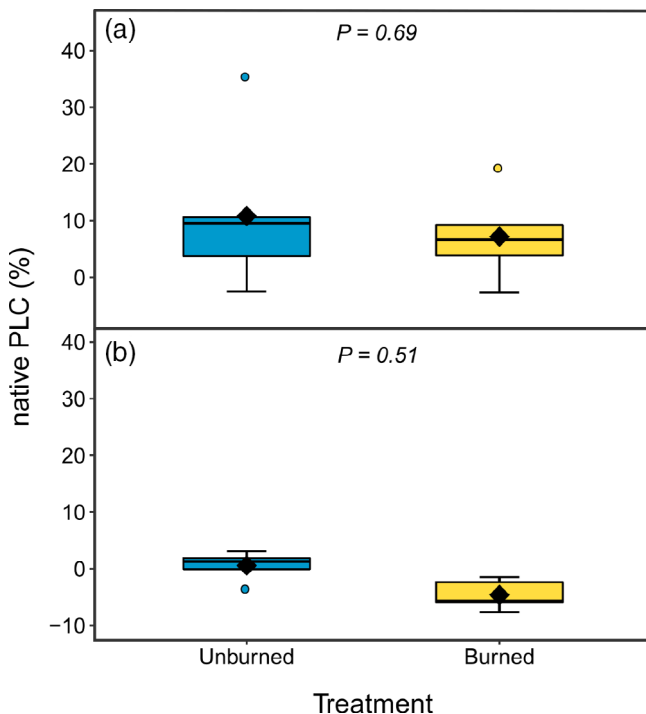 (a)
P = 0.69
40
30
20
10
0
(b)
P = 0.51
40
30
20
10
0
−10
native PLC (%)
Unburned Burned
Treatment